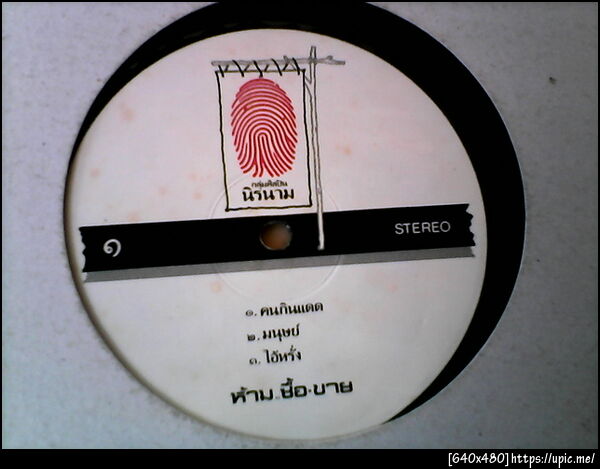 กลุ่มศิลปิน
นิรนาม
๑
STEREO
๑. คนกินแดด
๒. มนุษย์
๓. ไอ้หรั่ง
ห้าม.ซื้อ.ขาย
[640x480]https://upic.me/